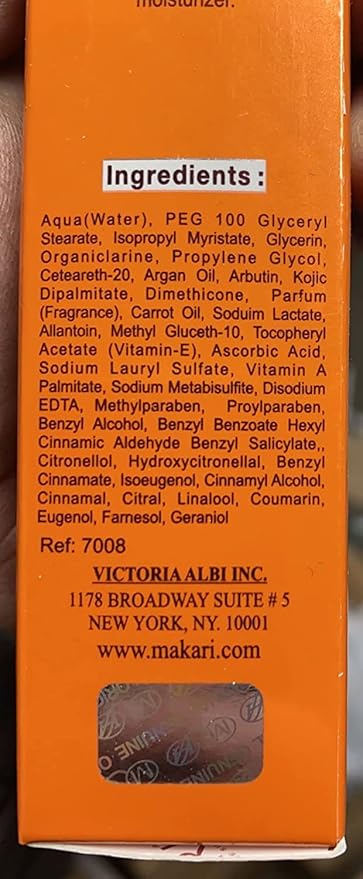 moisturizer.
Ingredients :
Aqua(Water), PEG 100 Glyceryl
Stearate, Isopropyl Myristate, Glycerin,
Organiclarine, Propylene Glycol,
Ceteareth-20, Argan Oil, Arbutin, Kojic
Dipalmitate, Dimethicone, Parfum
(Fragrance), Carrot Oil, Soduim Lactate,
Allantoin, Methyl Gluceth-10, Tocopheryl
Acetate (Vitamin-E), Ascorbic Acid,
Sodium Lauryl Sulfate, Vitamin A
Palmitate, Sodium Metabisulfite, Disodium
EDTA, Methylparaben, Proylparaben,
Benzyl Alcohol, Benzyl Benzoate Hexyl
Cinnamic Aldehyde Benzyl Salicylate,,
Citronellol, Hydroxycitronellal, Benzyl
Cinnamate, Isoeugenol, Cinnamyl Alcohol,
Cinnamal, Citral, Linalool, Coumarin,
Eugenol, Farnesol, Geraniol
Ref: 7008
VICTORIA ALBI INC.
1178 BROADWAY SUITE # 5
NEW YORK, NY. 10001
www.makari.com